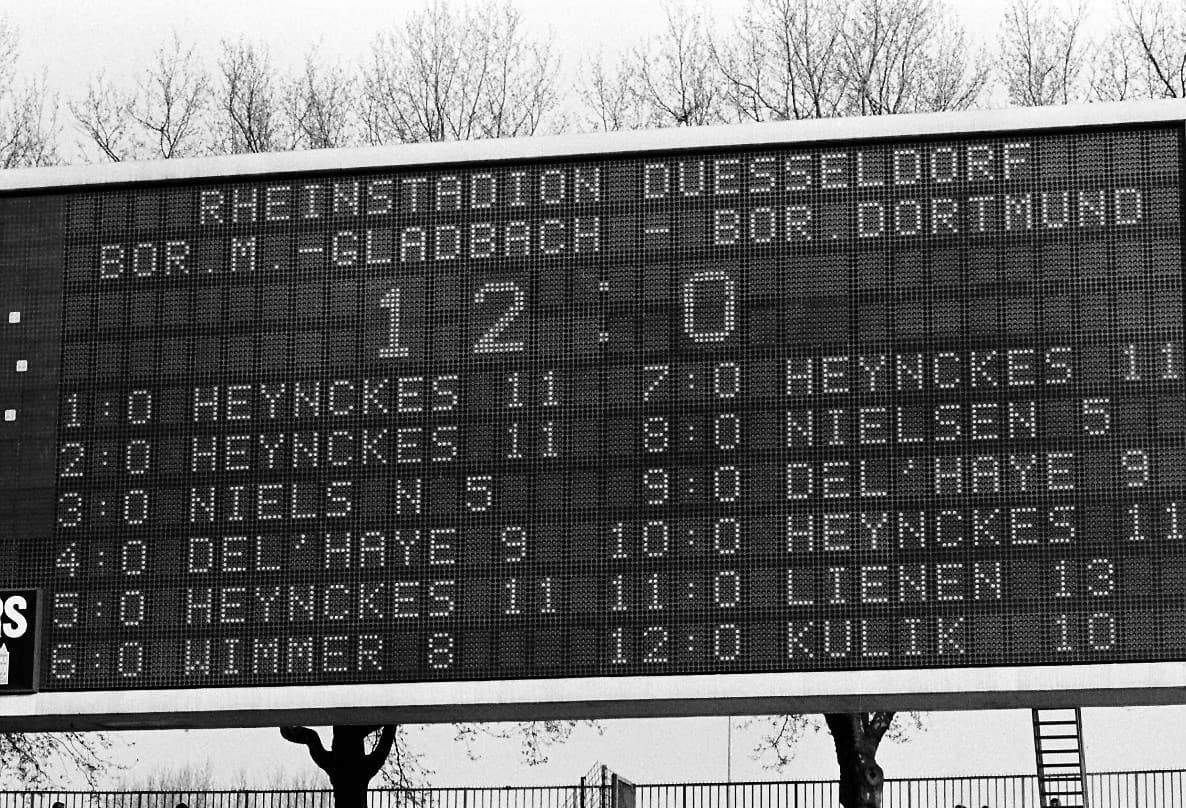 RHEINSTADION DUESSELDORF
BOR.M.-GLADBACH - BOR.DORTMUND
12:0
1:0 HEYNCKES 11 7:0 HEYNCKES 11
2:0 HEYNCKES 11 8:0 NIELSEN 5
3:0 NIELS N 5 9:0 DEL'HAYE 9
4:0 DEL'HAYE 9 10:0 HEYNCKES 11
5:0 HEYNCKES 11 11:0 LIENEN 13
6:0 WIMMER 8 12:0 KULIK 10
RS